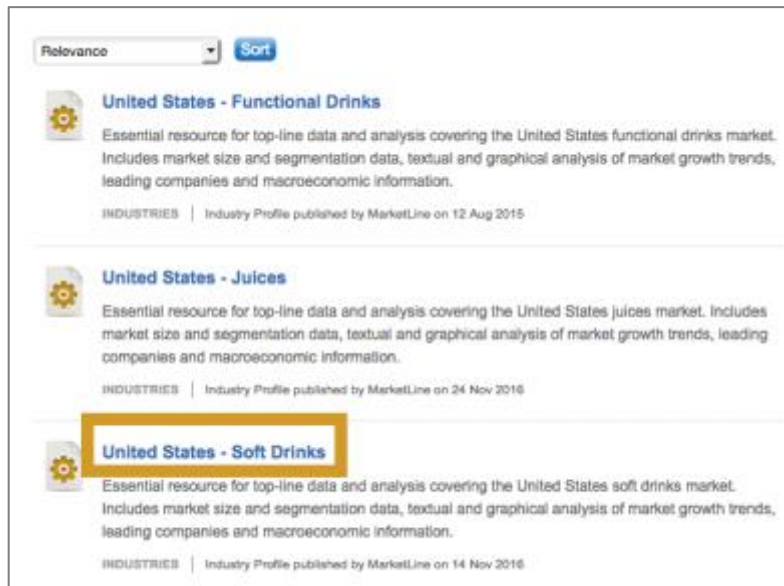 Relevance Sort
United States - Functional Drinks
Essential resource for top-line data and analysis covering the United States functional drinks market.
Includes market size and segmentation data, textual and graphical analysis of market growth trends,
leading companies and macroeconomic information.
INDUSTRIES | Industry Profile published by MarketLine on 12 Aug 2015
United States - Juices
Essential resource for top-line data and analysis covering the United States juices market. Includes
market size and segmentation data, textual and graphical analysis of market growth trends, leading
companies and macroeconomic information.
INDUSTRIES | Industry Profile published by MarketLine on 24 Nov 2016
United States - Soft Drinks
Essential resource for top-line data and analysis covering the United States soft drinks market.
Includes market size and segmentation data, textual and graphical analysis of market growth trends,
leading companies and macroeconomic information.
INDUSTRIES | Industry Profile published by MarketLine on 14 Nov 2016